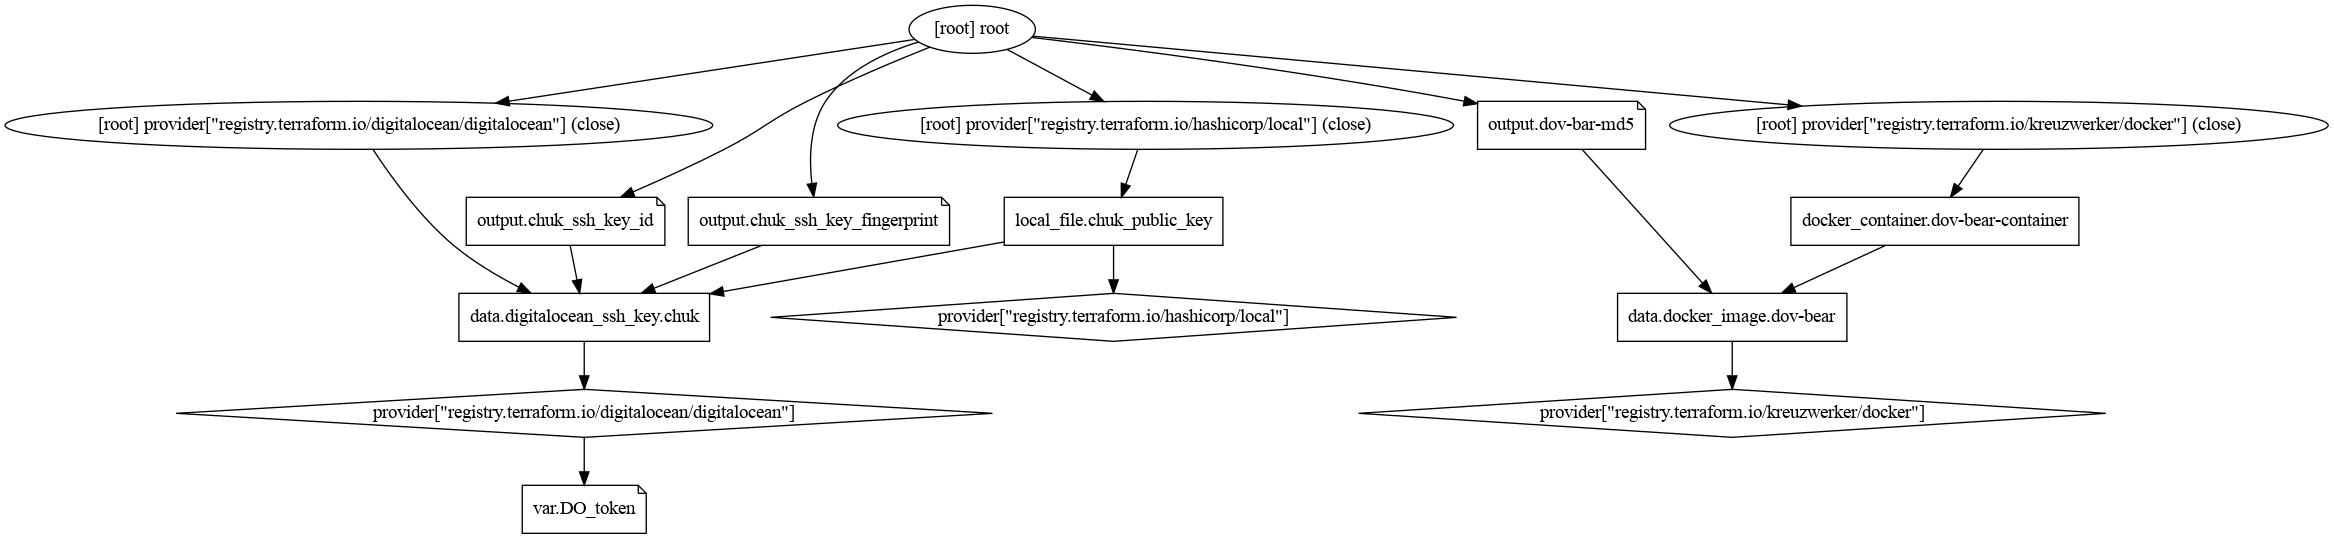 [root] root
[root] provider["registry.terraform.io/digitalocean/digitalocean"] (close)
[root] provider["registry.terraform.io/hashicorp/local"] (close)
output.dov-bar-md5
[root] provider["registry.terraform.io/kreuzwerker/docker"] (close)
output.chuk_ssh_key_id
output.chuk_ssh_key_fingerprint
local_file.chuk_public_key
docker_container.dov-bear-container
data.digitalocean_ssh_key.chuk
provider["registry.terraform.io/hashicorp/local"]
data.docker_image.dov-bear
provider["registry.terraform.io/digitalocean/digitalocean"]
provider["registry.terraform.io/kreuzwerker/docker"]
var.DO_token